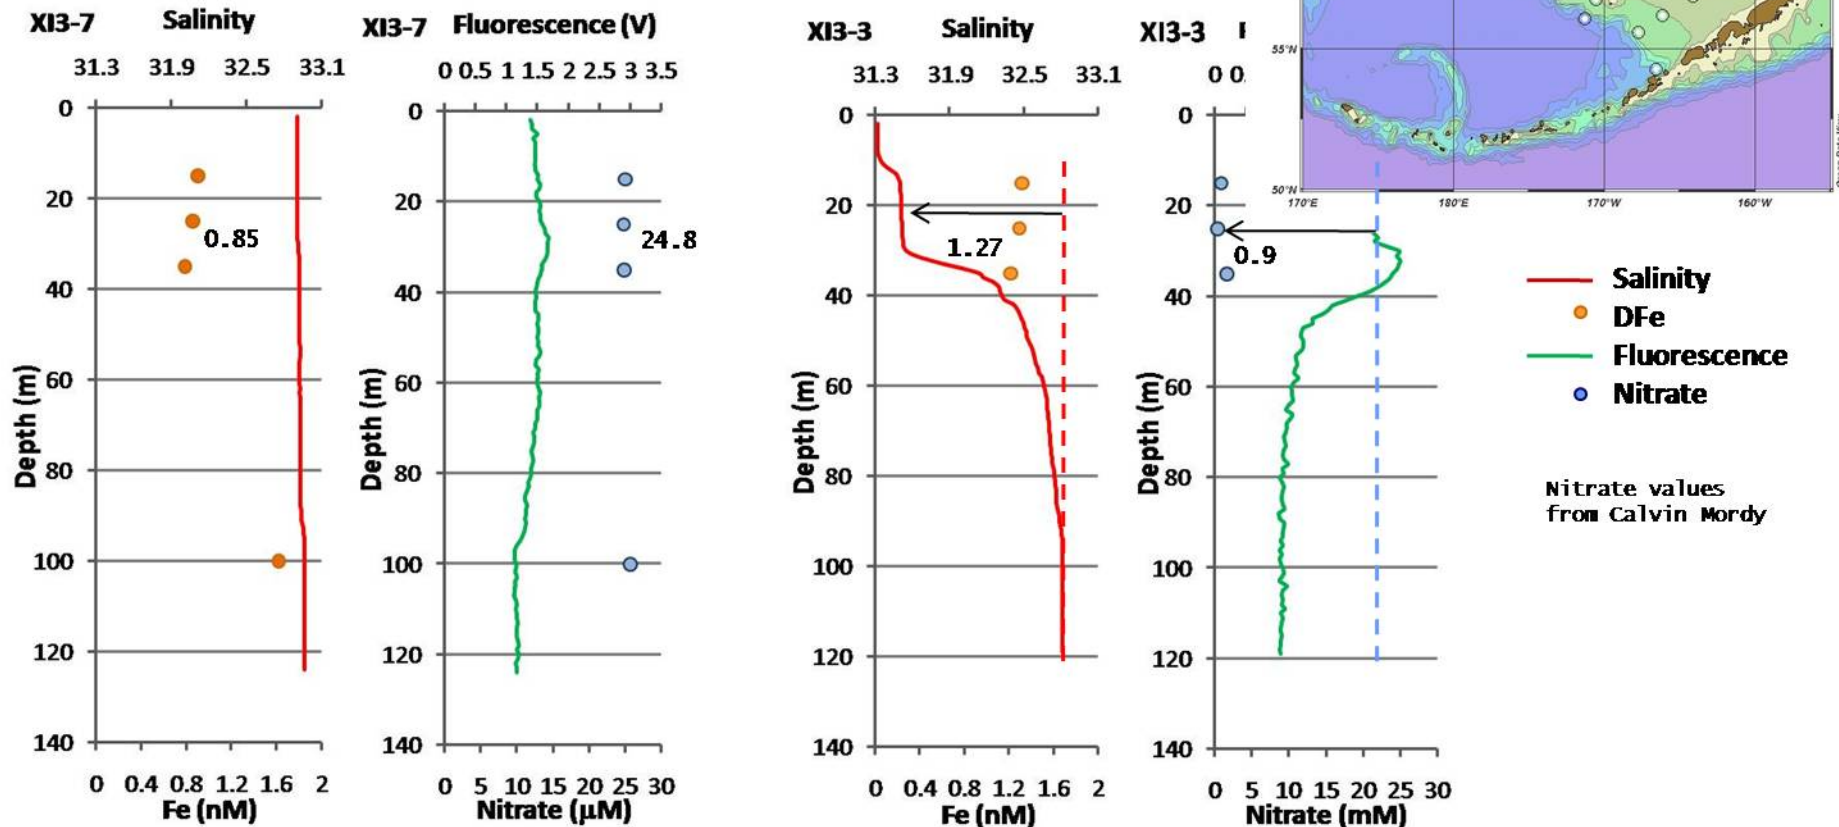 XI3-7 Salinity
31.3 31.9 32.5 33.1
0
20
40
60
80
100
120
140
0.85
Depth (m)
0 0.4 0.8 1.2 1.6 2
Fe (nM)
XI3-7 Fluorescence (V)
0 0.5 1 1.5 2 2.5 3 3.5
0
20
40
60
80
100
120
140
24.8
Depth (m)
0 5 10 15 20 25 30
Nitrate (μM)
XI3-3 Salinity
31.3 31.9 32.5 33.1
0
20
40
60
80
100
120
140
1.27
Depth (m)
0 0.4 0.8 1.2 1.6 2
Fe (nM)
XI3-3
0 0.
0
20
40
60
80
100
120
140
0.9
Depth (m)
0 5 10 15 20 25 30
Nitrate (mM)
55°N
50°N
170°E 180°E 170°W 160°W
Salinity
DFe
Fluorescence
Nitrate
Nitrate values
from Calvin Mordy